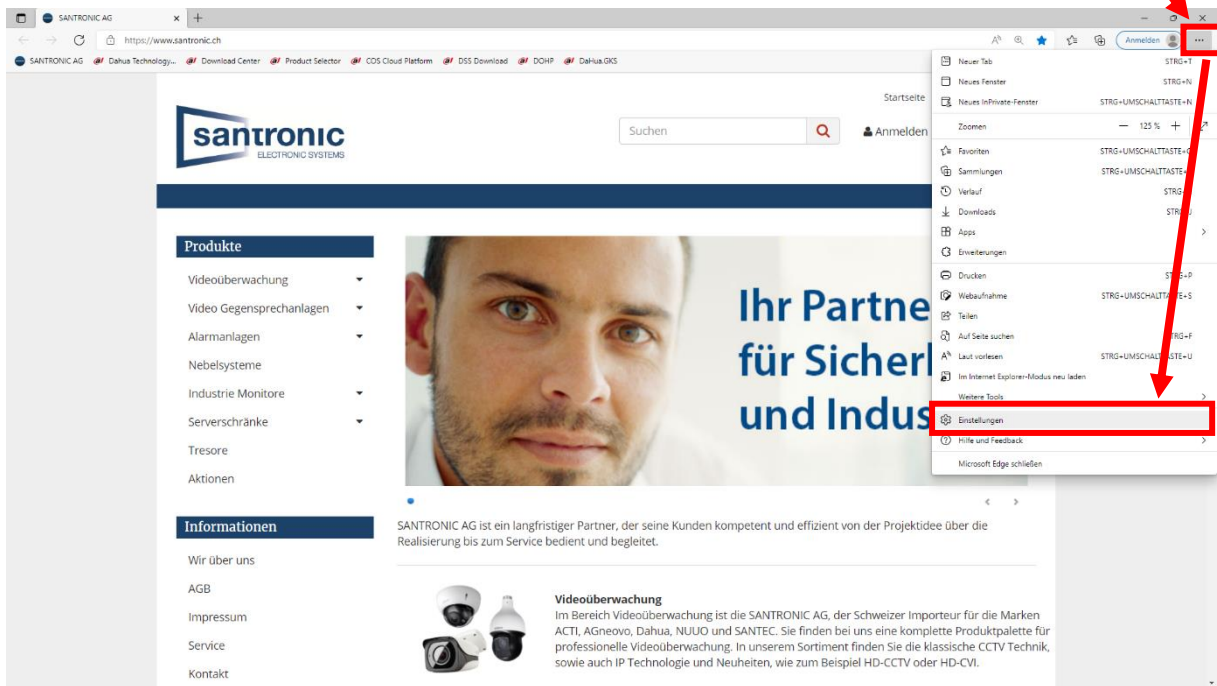 SANTRONIC AG
https://www.santronic.ch
Anmelden
SANTRONIC AG
Dahua Technology...
Download Center
Product Selector
CDS Cloud Platform
DSS Download
DOHP
DaHua.GKS
santronic
ELECTRONIC SYSTEMS
Startseite
Suchen
Anmelden
Produkte
Videoüberwachung
Video Gegensprechanlagen
Alarmanlagen
Nebelsysteme
Industrie Monitore
Serverschränke
Tresore
Aktionen
Informationen
Wir über uns
AGB
Impressum
Service
Kontakt
Ihr Partne
für Sicherl
und Indus
SANTRONIC AG ist ein langfristiger Partner, der seine Kunden kompetent und effizient von der Projektidee über die
Realisierung bis zum Service bedient und begleitet.
Videoüberwachung
Im Bereich Videoüberwachung ist die SANTRONIC AG, der Schweizer Importeur für die Marken
ACTI, AGneovo, Dahua, NUUO und SANTEC. Sie finden bei uns eine komplette Produktpalette für
professionelle Videoüberwachung. In unserem Sortiment finden Sie die klassische CCTV Technik,
sowie auch IP Technologie und Neuheiten, wie zum Beispiel HD-CCTV oder HD-CVI.
Neuer Tab STRG+T
Neues Fenster STRG+N
Neues InPrivate-Fenster STRG+UMSCHALTTASTE+N
Zoomen — 125 % +
Favoriten STRG+UMSCHALTTASTE+
Sammlungen STRG+UMSCHALTTASTE+
Verlauf
Downloads
Apps
Erweiterungen
Drucken
Webaufnahme
Teilen
Auf Seite suchen
Laut vorlesen
Im Internet Explorer-Modus neu laden
Weitere Tools
Einstellungen
Hilfe und Feedback
Microsoft Edge schließen